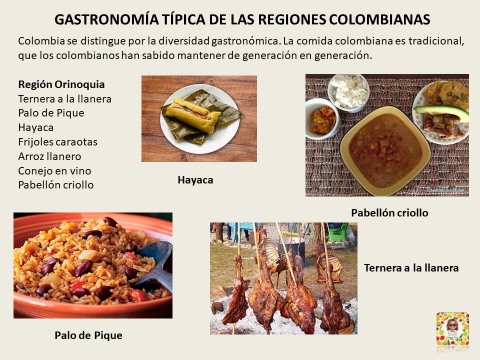 GASTRONOMÍA TÍPICA DE LAS REGIONES COLOMBIANAS
Colombia se distingue por la diversidad gastronómica. La comida colombiana es tradicional,
que los colombianos han sabido mantener de generación en generación.
Región Orinoquia
Ternera a la llanera
Palo de Pique
Hayaca
Frijoles caraotas
Arroz llanero
Conejo en vino
Pabellón criollo
Hayaca
Pabellón criollo
Ternera a la llanera
Palo de Pique